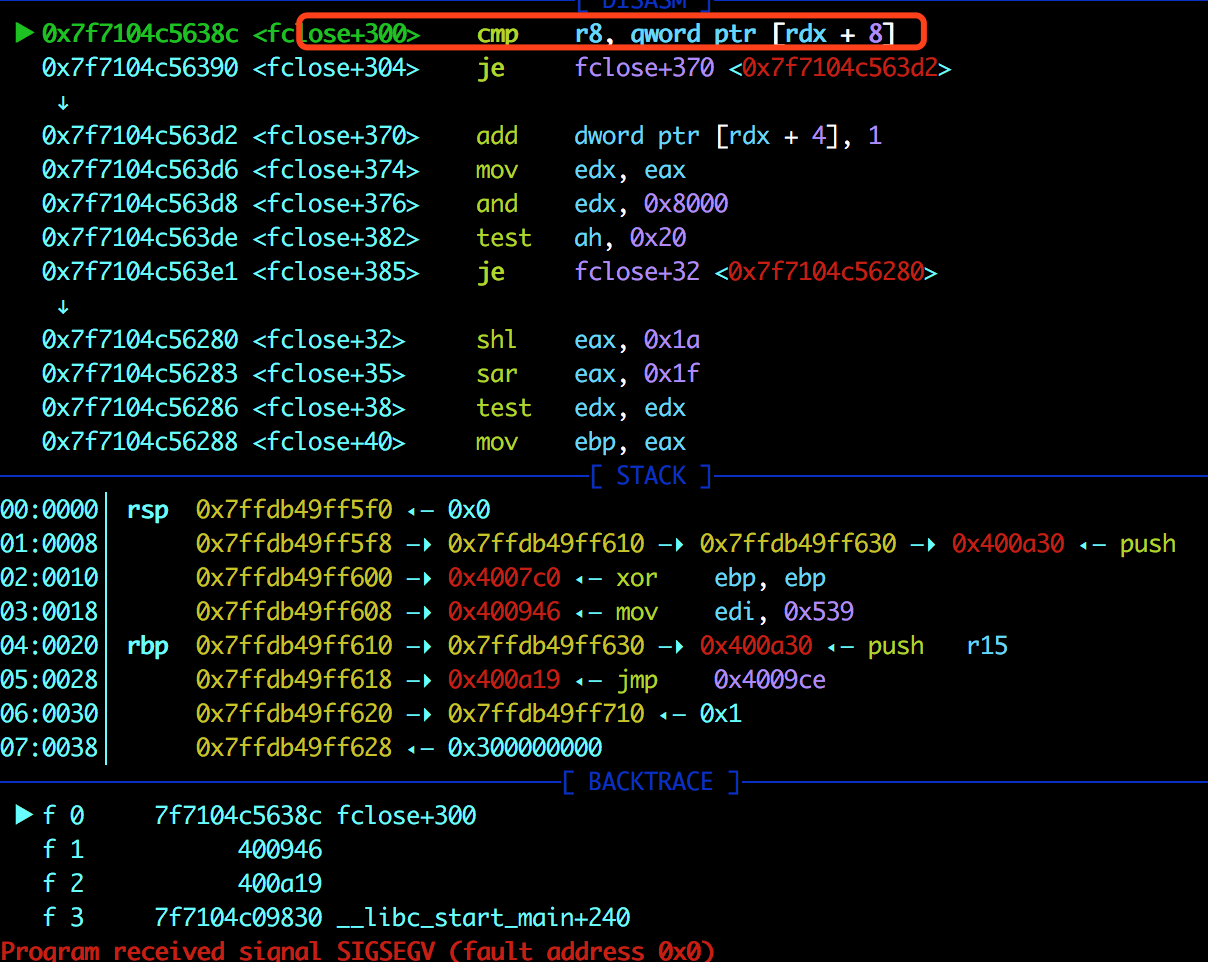 [ DISASM ]
► 0x7f7104c5638c <fclose+300> cmp r8, qword ptr [rdx + 8]
0x7f7104c56390 <fclose+304> je fclose+370 <0x7f7104c563d2>
↓
0x7f7104c563d2 <fclose+370> add dword ptr [rdx + 4], 1
0x7f7104c563d6 <fclose+374> mov edx, eax
0x7f7104c563d8 <fclose+376> and edx, 0x8000
0x7f7104c563de <fclose+382> test ah, 0x20
0x7f7104c563e1 <fclose+385> je fclose+32 <0x7f7104c56280>
↓
0x7f7104c56280 <fclose+32> shl eax, 0x1a
0x7f7104c56283 <fclose+35> sar eax, 0x1f
0x7f7104c56286 <fclose+38> test edx, edx
0x7f7104c56288 <fclose+40> mov ebp, eax
[ STACK ]
00:0000│ rsp 0x7ffdb49ff5f0 ◂— 0x0
01:0008│ 0x7ffdb49ff5f8 —▸ 0x7ffdb49ff610 —▸ 0x7ffdb49ff630 —▸ 0x400a30 ◂— push
02:0010│ 0x7ffdb49ff600 —▸ 0x4007c0 ◂— xor ebp, ebp
03:0018│ 0x7ffdb49ff608 —▸ 0x400946 ◂— mov edi, 0x539
04:0020│ rbp 0x7ffdb49ff610 —▸ 0x7ffdb49ff630 —▸ 0x400a30 ◂— push r15
05:0028│ 0x7ffdb49ff618 —▸ 0x400a19 ◂— jmp 0x4009ce
06:0030│ 0x7ffdb49ff620 —▸ 0x7ffdb49ff710 ◂— 0x1
07:0038│ 0x7ffdb49ff628 ◂— 0x300000000
[ BACKTRACE ]
► f 0 7f7104c5638c fclose+300
f 1 400946
f 2 400a19
f 3 7f7104c09830 __libc_start_main+240
Program received signal SIGSEGV (fault address 0x0)